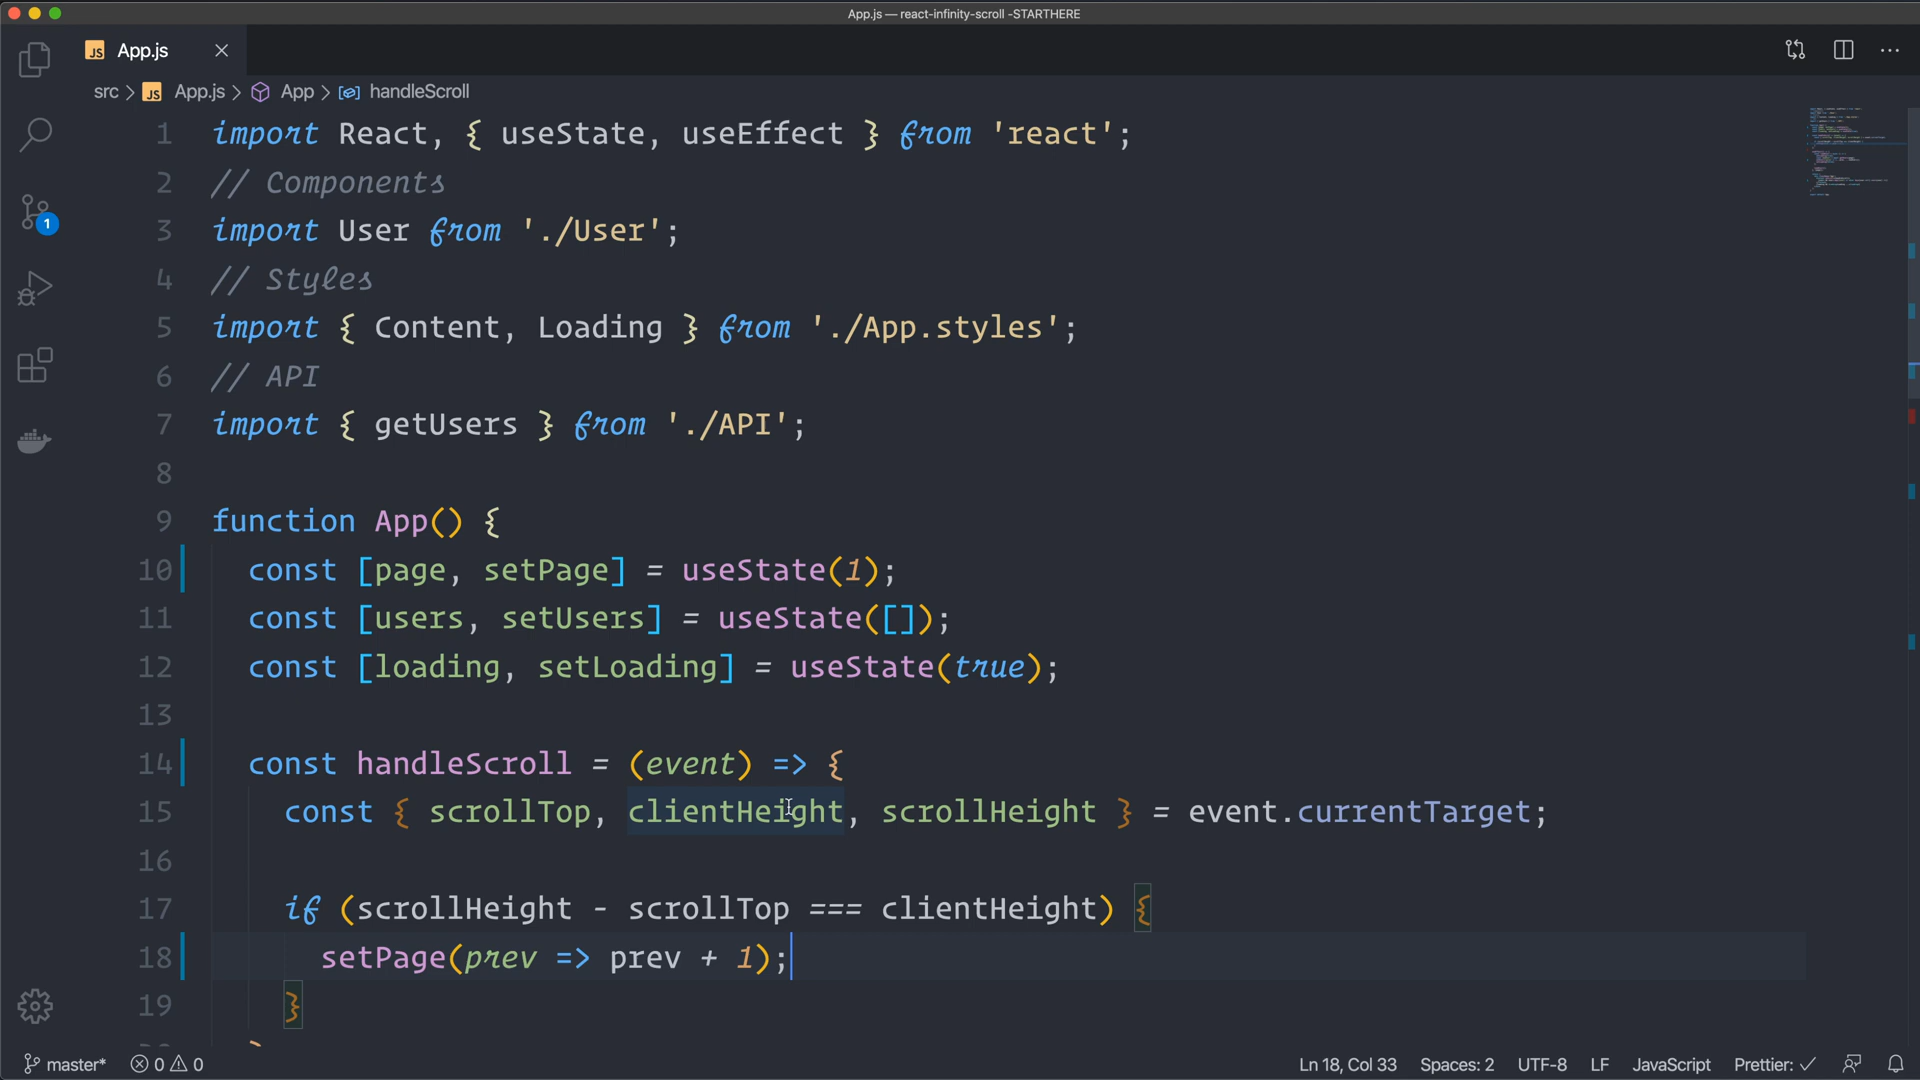 App.js — react-infinity-scroll -STARTHERE
JS App.js
src > JS App.js > App > handleScroll
1 import React, { useState, useEffect } from 'react';
2 // Components
3 import User from './User';
4 // Styles
5 import { Content, Loading } from './App.styles';
6 // API
7 import { getUsers } from './API';
8
9 function App() {
10 const [page, setPage] = useState(1);
11 const [users, setUsers] = useState([]);
12 const [loading, setLoading] = useState(true);
13
14 const handleScroll = (event) => {
15 const { scrollTop, clientHeight, scrollHeight } = event.currentTarget;
16
17 if (scrollHeight - scrollTop === clientHeight) {
18 setPage(prev => prev + 1);
19 }
1
master* 0 0 Ln 18, Col 33 Spaces: 2 UTF-8 LF JavaScript Prettier: ✓